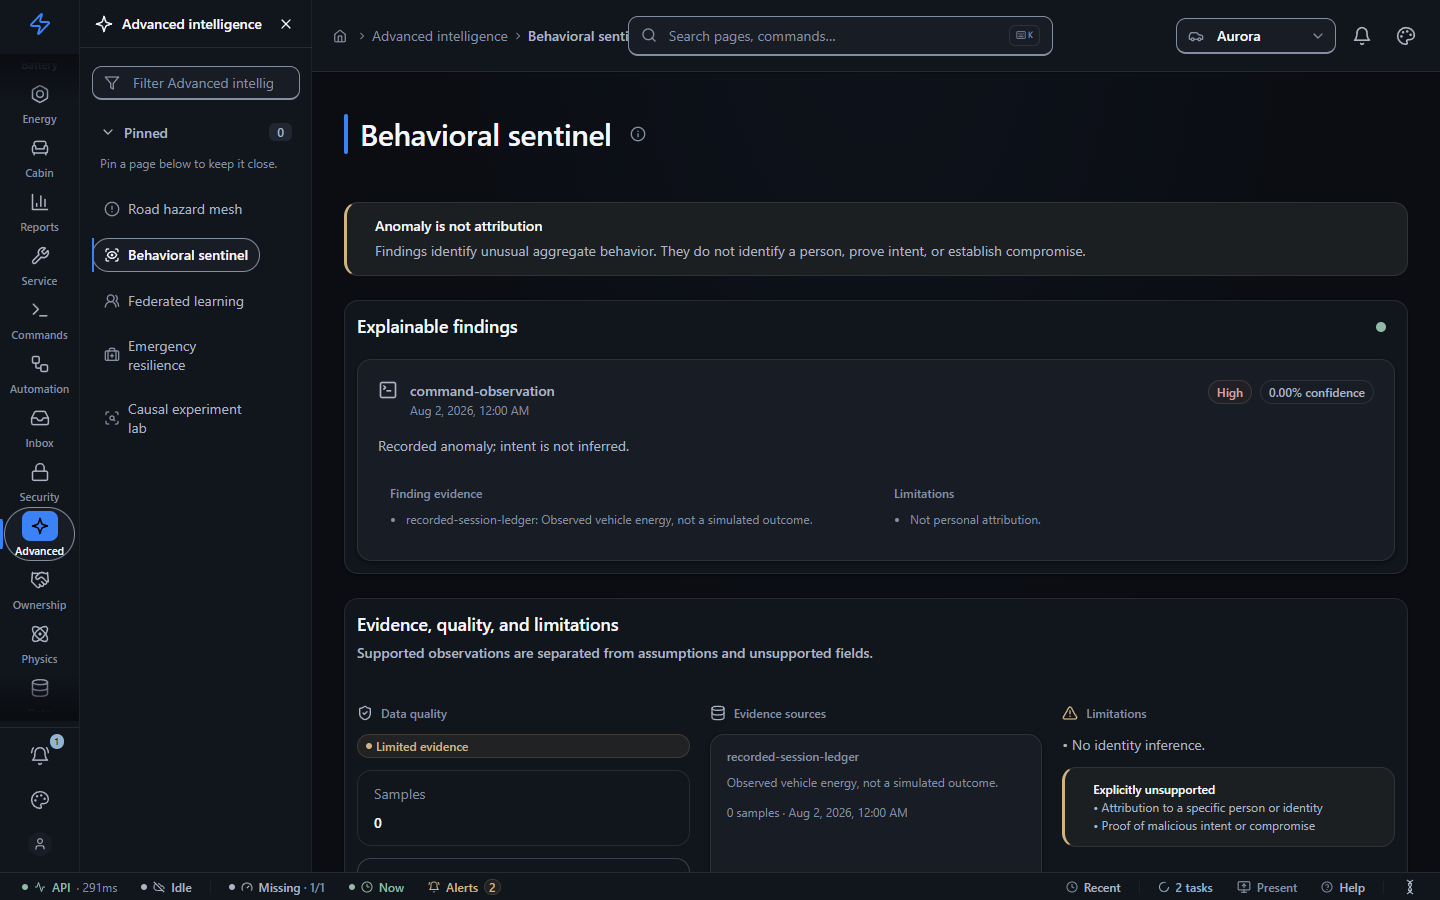 Advanced intelligence
Advanced intelligence
Behavioral senti
Search pages, commands...
K
Aurora
Battery
Energy
Cabin
Reports
Service
Commands
Automation
Inbox
Security
Advanced
Ownership
Physics
1
Filter Advanced intellig
Pinned
0
Pin a page below to keep it close.
Road hazard mesh
Behavioral sentinel
Federated learning
Emergency
resilience
Causal experiment
lab
Behavioral sentinel
Anomaly is not attribution
Findings identify unusual aggregate behavior. They do not identify a person, prove intent, or establish compromise.
Explainable findings
command-observation
Aug 2, 2026, 12:00 AM
High
0.00% confidence
Recorded anomaly; intent is not inferred.
Finding evidence
• recorded-session-ledger: Observed vehicle energy, not a simulated outcome.
Limitations
• Not personal attribution.
Evidence, quality, and limitations
Supported observations are separated from assumptions and unsupported fields.
Data quality
Limited evidence
Samples
0
Evidence sources
recorded-session-ledger
Observed vehicle energy, not a simulated outcome.
0 samples · Aug 2, 2026, 12:00 AM
Limitations
• No identity inference.
Explicitly unsupported
• Attribution to a specific person or identity
• Proof of malicious intent or compromise
API · 291ms
Idle
Missing · 1/1
Now
Alerts 2
Recent
2 tasks
Present
Help